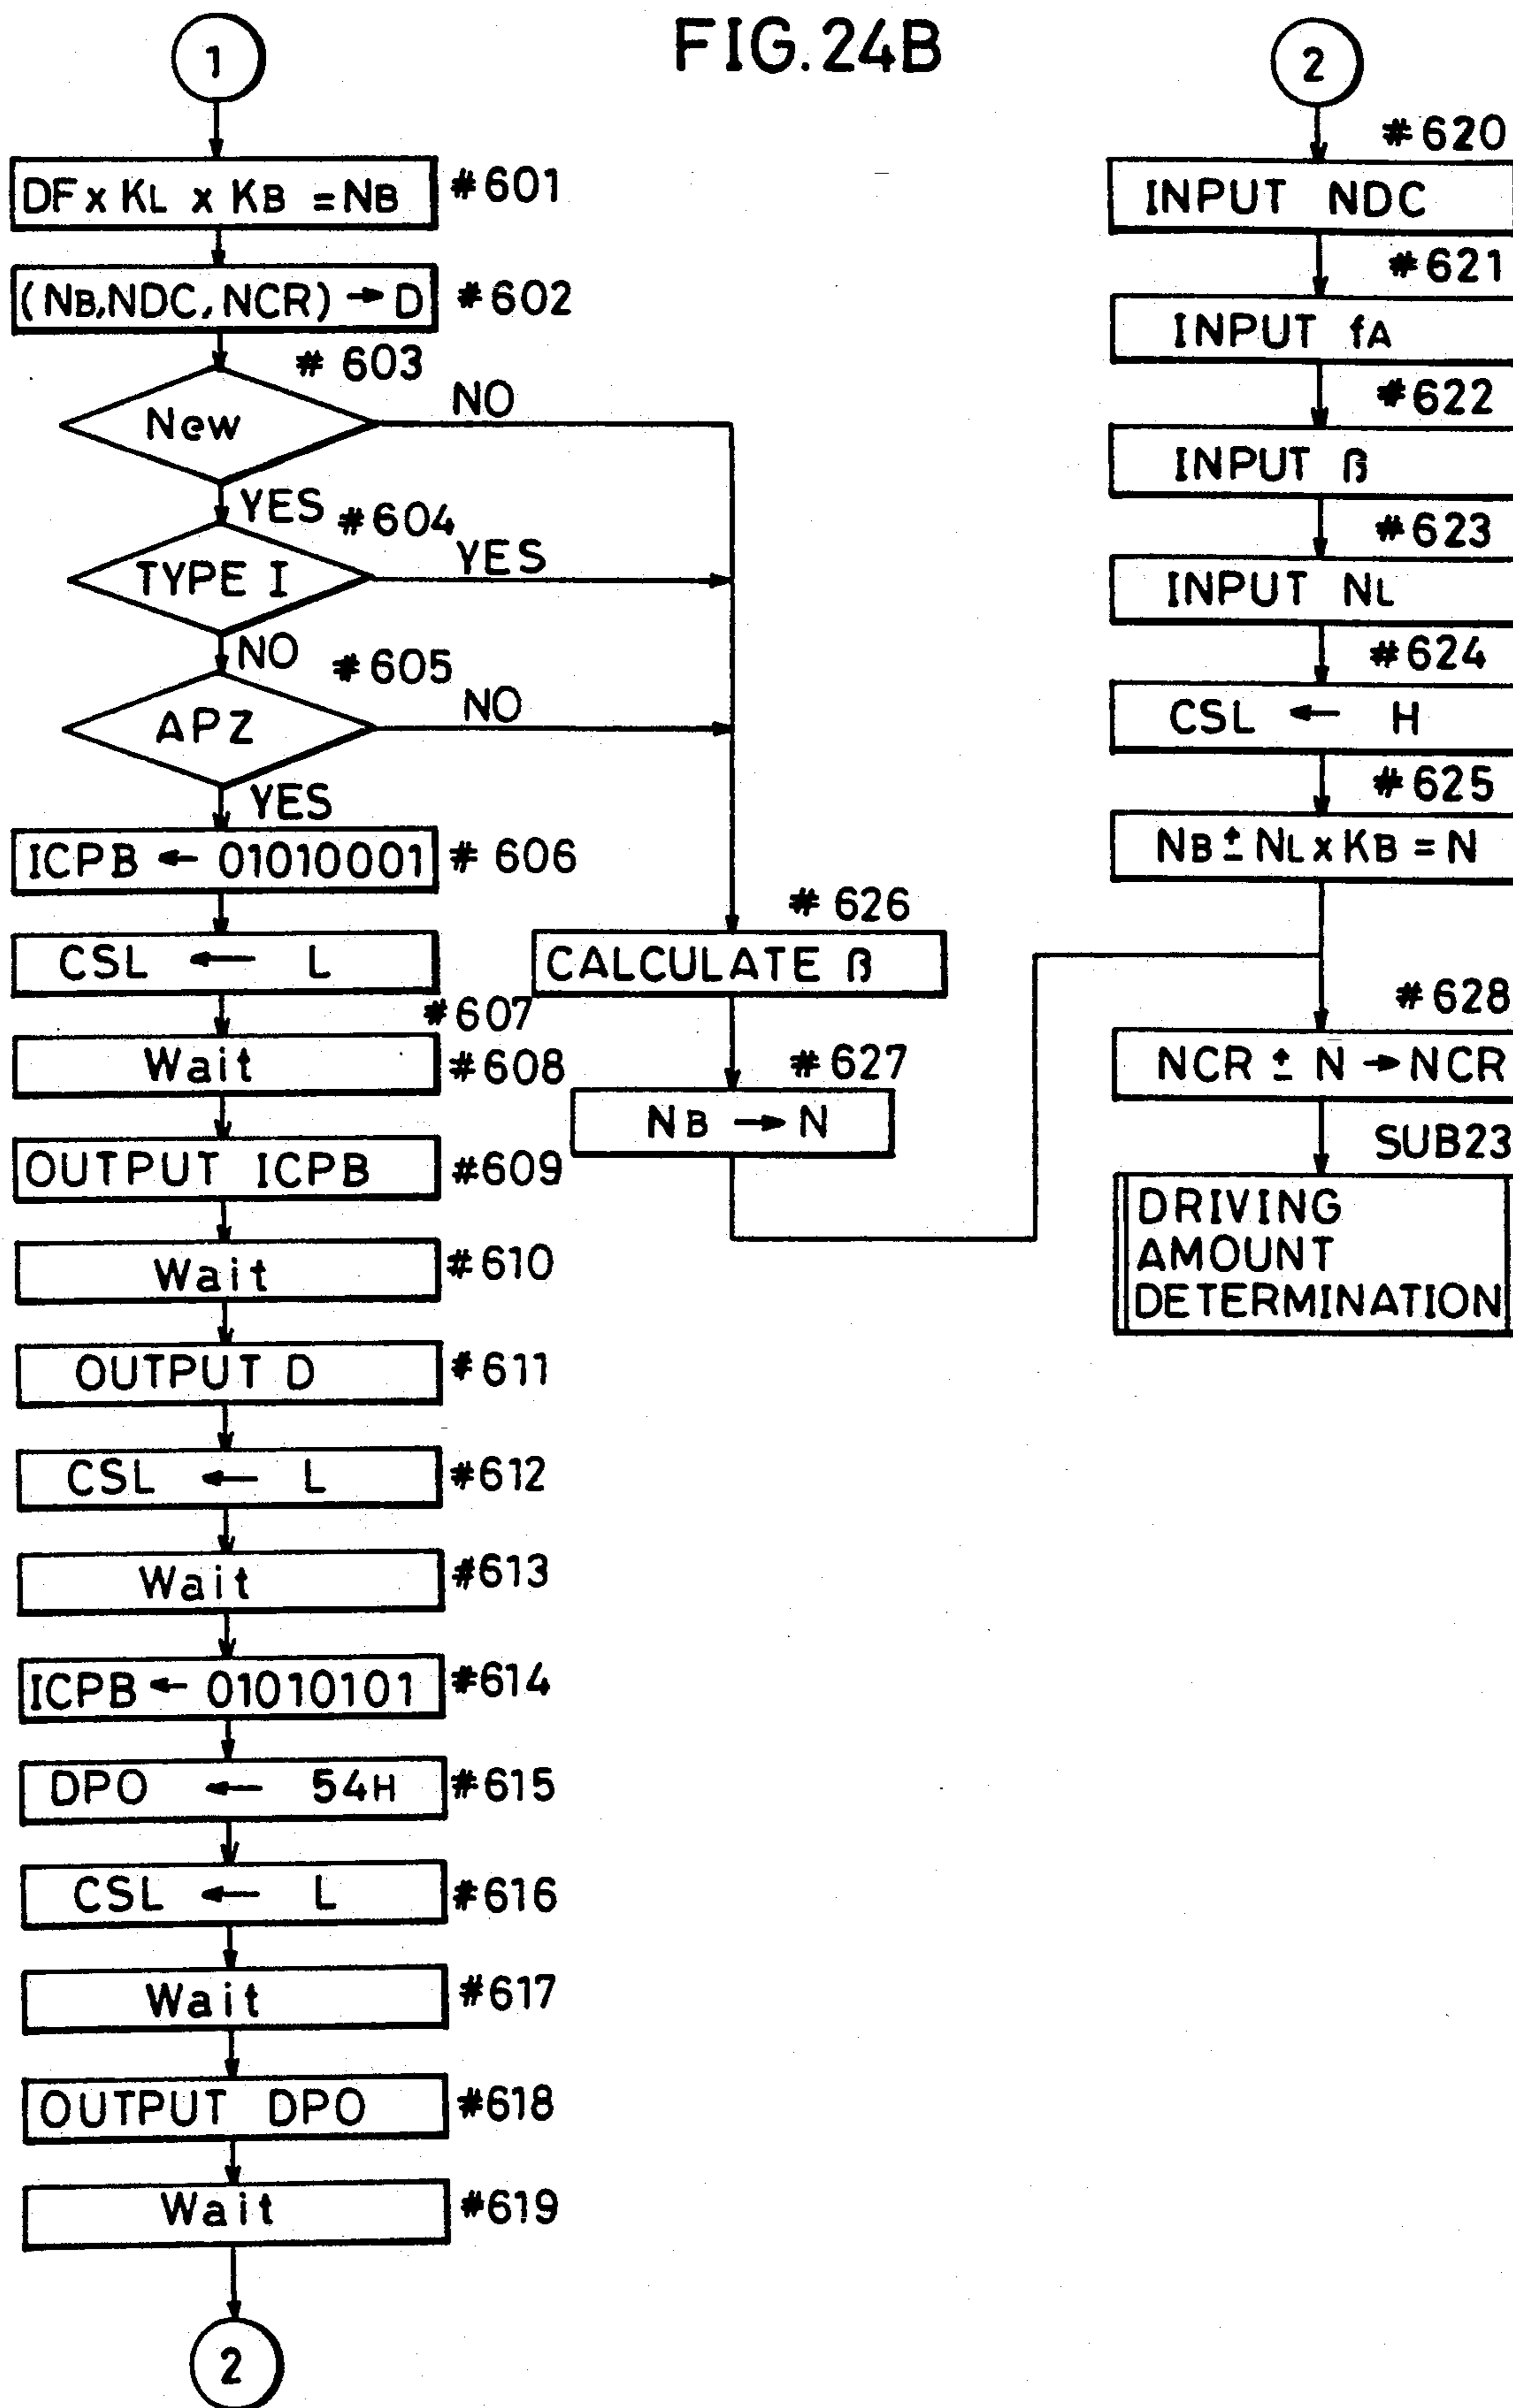 FIG. 24B
1
DF x KL x KB = NB #601
(NB, NDC, NCR) → D #602
#603
New
NO
YES
#604
TYPE I
YES
NO
#605
APZ
NO
YES
ICPB ← 01010001 #606
CSL ← L
#607
Wait #608
OUTPUT ICPB #609
Wait #610
OUTPUT D #611
CSL ← L #612
Wait #613
ICPB ← 01010101 #614
DPO ← 54H #615
CSL ← L #616
Wait #617
OUTPUT DPO #618
Wait #619
2
#626
CALCULATE β
#627
NB → N
2
#620
INPUT NDC
#621
INPUT fA
#622
INPUT β
#623
INPUT NL
#624
CSL ← H
#625
NB ± NL x KB = N
#628
NCR ± N → NCR
SUB23
DRIVING
AMOUNT
DETERMINATION